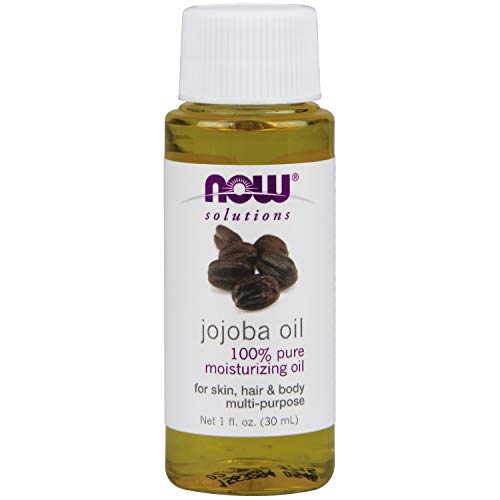 now®
solutions
jojoba oil
100% pure
moisturizing oil
for skin, hair & body
multi-purpose
Net 1 fl. oz. (30 mL)